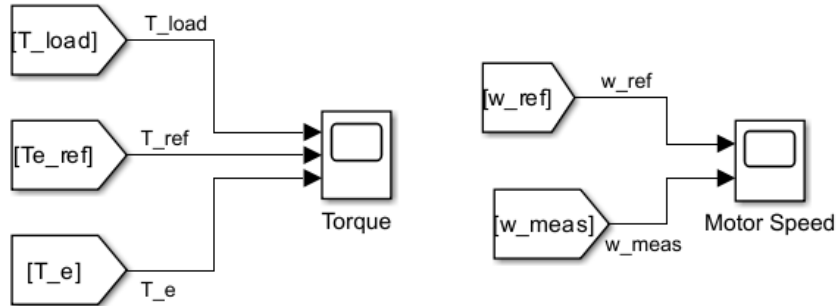 T_load
[T_load]
T_ref
[Te_ref]
Torque
[T_e]
T_e
w_ref
[w_ref]
[w_meas]
w_meas
Motor Speed